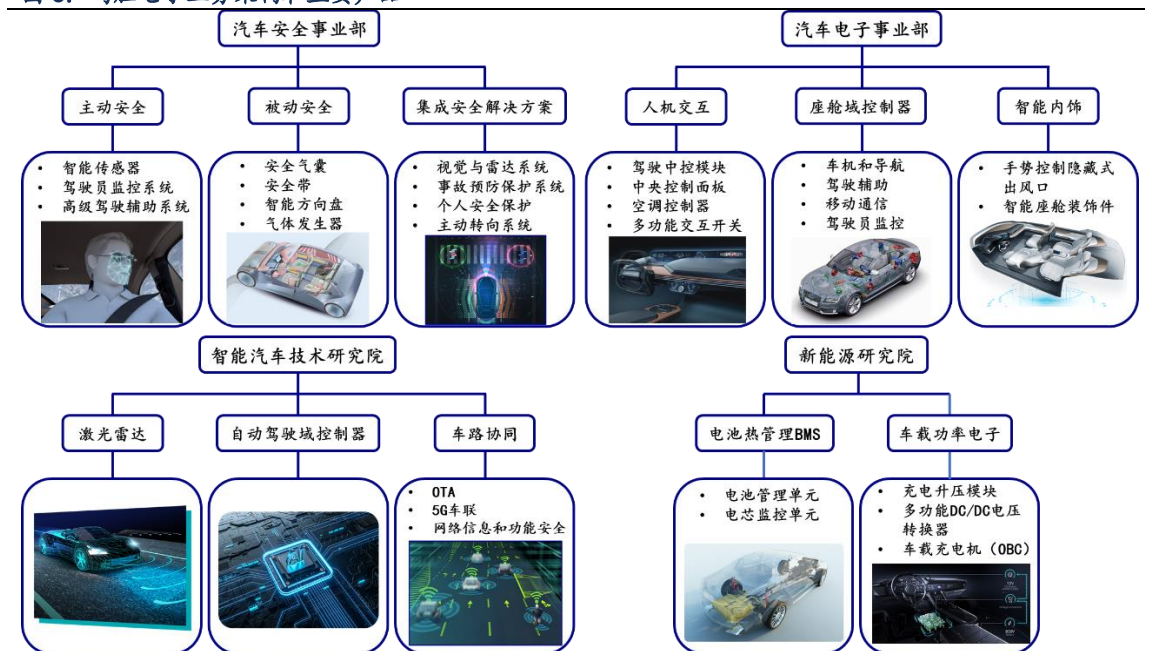 汽车安全事业部
汽车电子事业部
主动安全
被动安全
集成安全解决方案
人机交互
座舱域控制器
智能内饰
• 智能传感器
• 驾驶员监控系统
• 高级驾驶辅助系统
• 安全气囊
• 安全带
• 智能方向盘
• 气体发生器
• 视觉与雷达系统
• 事故预防保护系统
• 个人安全保护
• 主动转向系统
• 驾驶中控模块
• 中央控制面板
• 空调控制器
• 多功能交互开关
• 车机和导航
• 驾驶辅助
• 移动通信
• 驾驶员监控
• 手势控制隐藏式
出风口
• 智能座舱装饰件
智能汽车技术研究院
新能源研究院
激光雷达
自动驾驶域控制器
车路协同
电池热管理BMS
车载功率电子
• OTA
• 5G车联
• 网络信息和功能安全
• 电池管理单元
• 电芯监控单元
• 充电升压模块
• 多功能DC/DC电压
转换器
• 车载充电机（OBC）